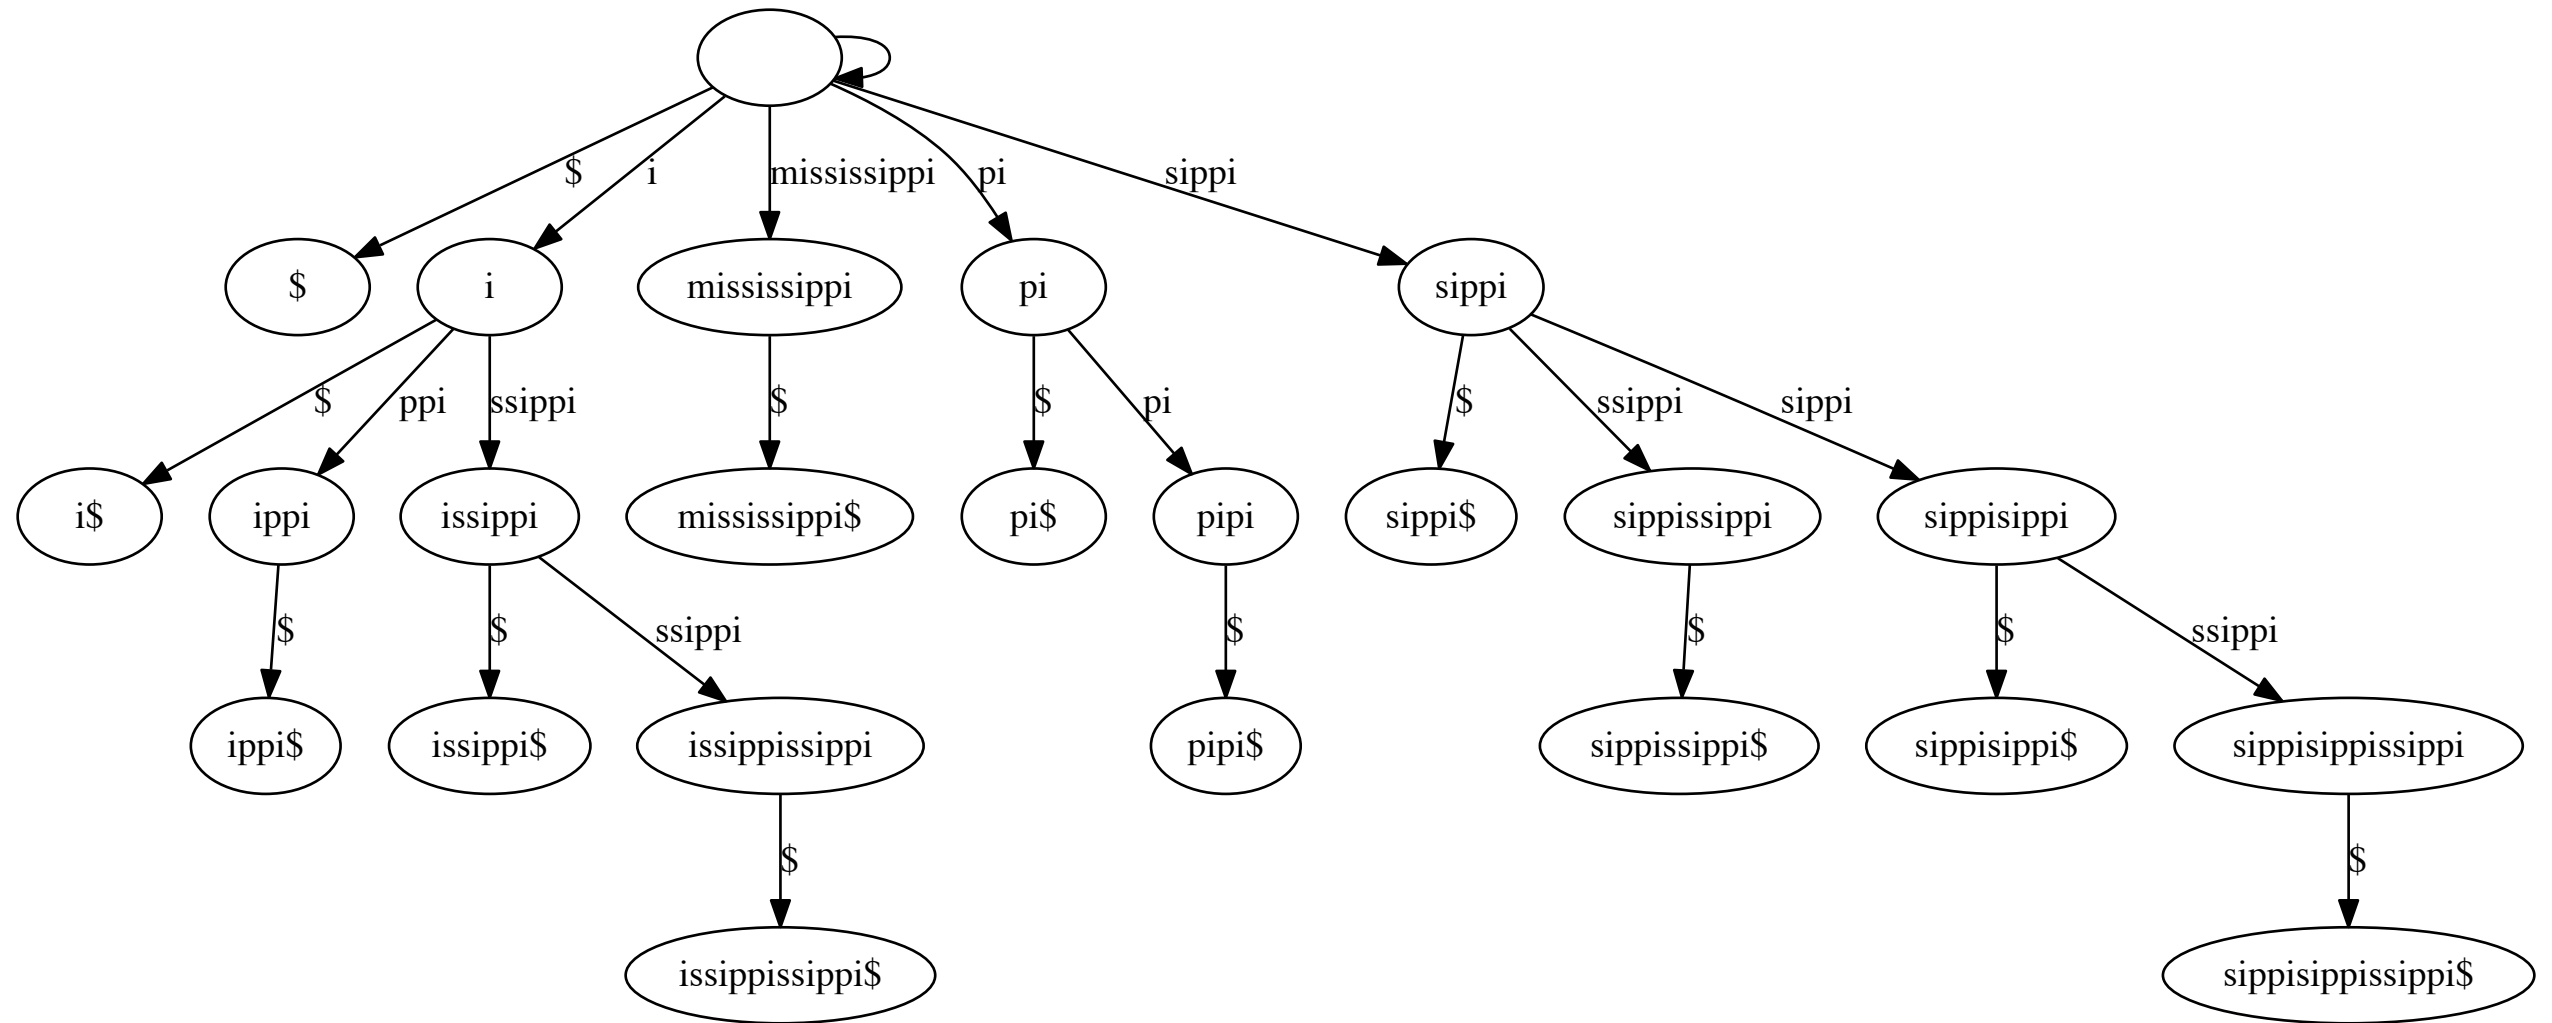 $ i mississippi pi sippi
$ i mississippi pi sippi
$ ppi ssippi $ $ pi $ ssippi sippi
i$ ippi issippi mississippi$ pi$ pipi sippi$ sippissippi sippisippi
$ $ ssippi $ $ $ ssippi
ippi$ issippi$ issippissippi pipi$ sippissippi$ sippisippi$ sippisippissippi
$ $
issippissippi$ sippisippissippi$